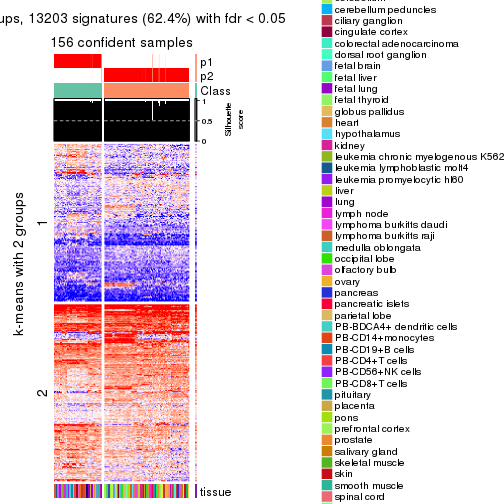 ups, 13203 signatures (62.4%) with fdr < 0.05
156 confident samples
p1
p2
Class
1
0.5
0
Silhouette
score
k-means with 2 groups
1
2
tissue
cerebellum peduncles
ciliary ganglion
cingulate cortex
colorectal adenocarcinoma
dorsal root ganglion
fetal brain
fetal liver
fetal lung
fetal thyroid
globus pallidus
heart
hypothalamus
kidney
leukemia chronic myelogenous K562
leukemia lymphoblastic molt4
leukemia promyelocytic hl60
liver
lung
lymph node
lymphoma burkitts daudi
lymphoma burkitts raji
medulla oblongata
occipital lobe
olfactory bulb
ovary
pancreas
pancreatic islets
parietal lobe
PB-BDCA4+ dendritic cells
PB-CD14+monocytes
PB-CD19+B cells
PB-CD4+T cells
PB-CD56+NK cells
PB-CD8+T cells
pituitary
placenta
pons
prefrontal cortex
prostate
salivary gland
skeletal muscle
skin
smooth muscle
spinal cord